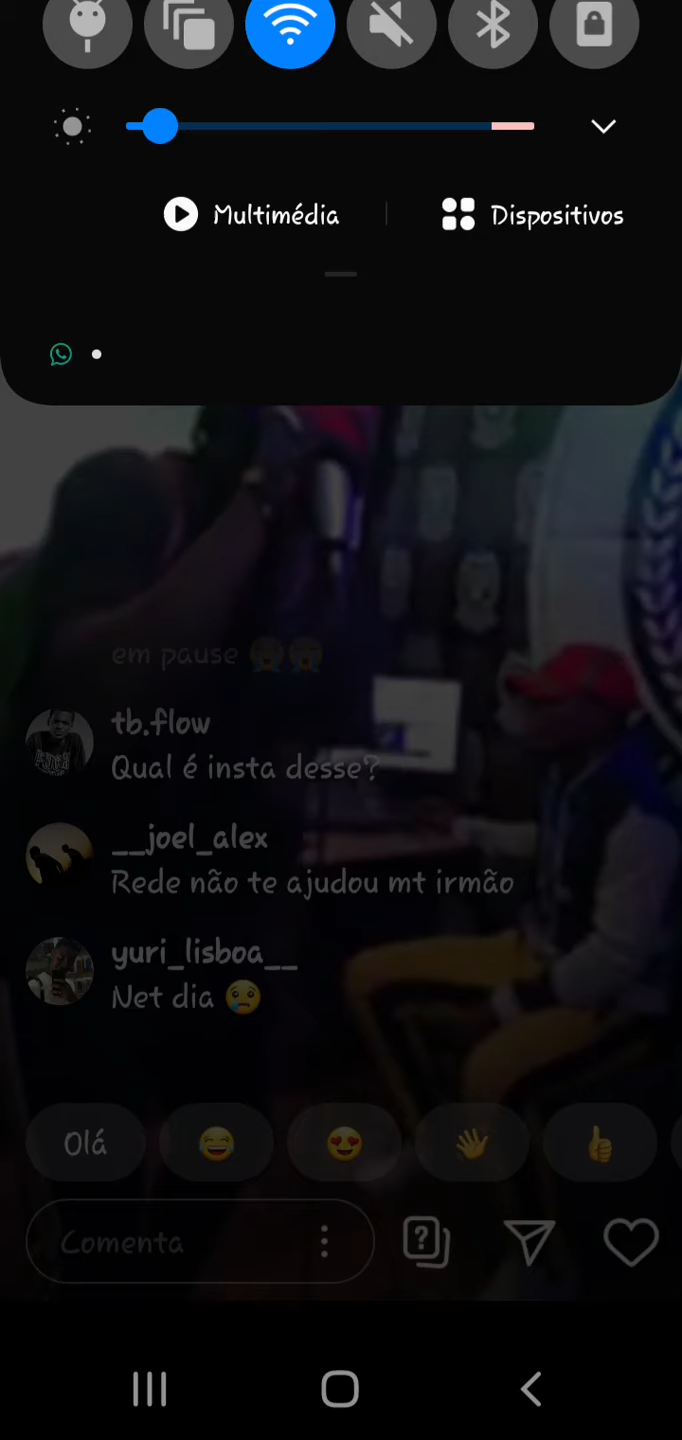 Multimédia
Dispositivos
em pause 😭😭
tb.flow
Qual é insta desse?
__joel_alex
Rede não te ajudou mt irmão
yuri_lisboa__
Net dia 😢
Olá
😂 😍 👋 👍
Comenta